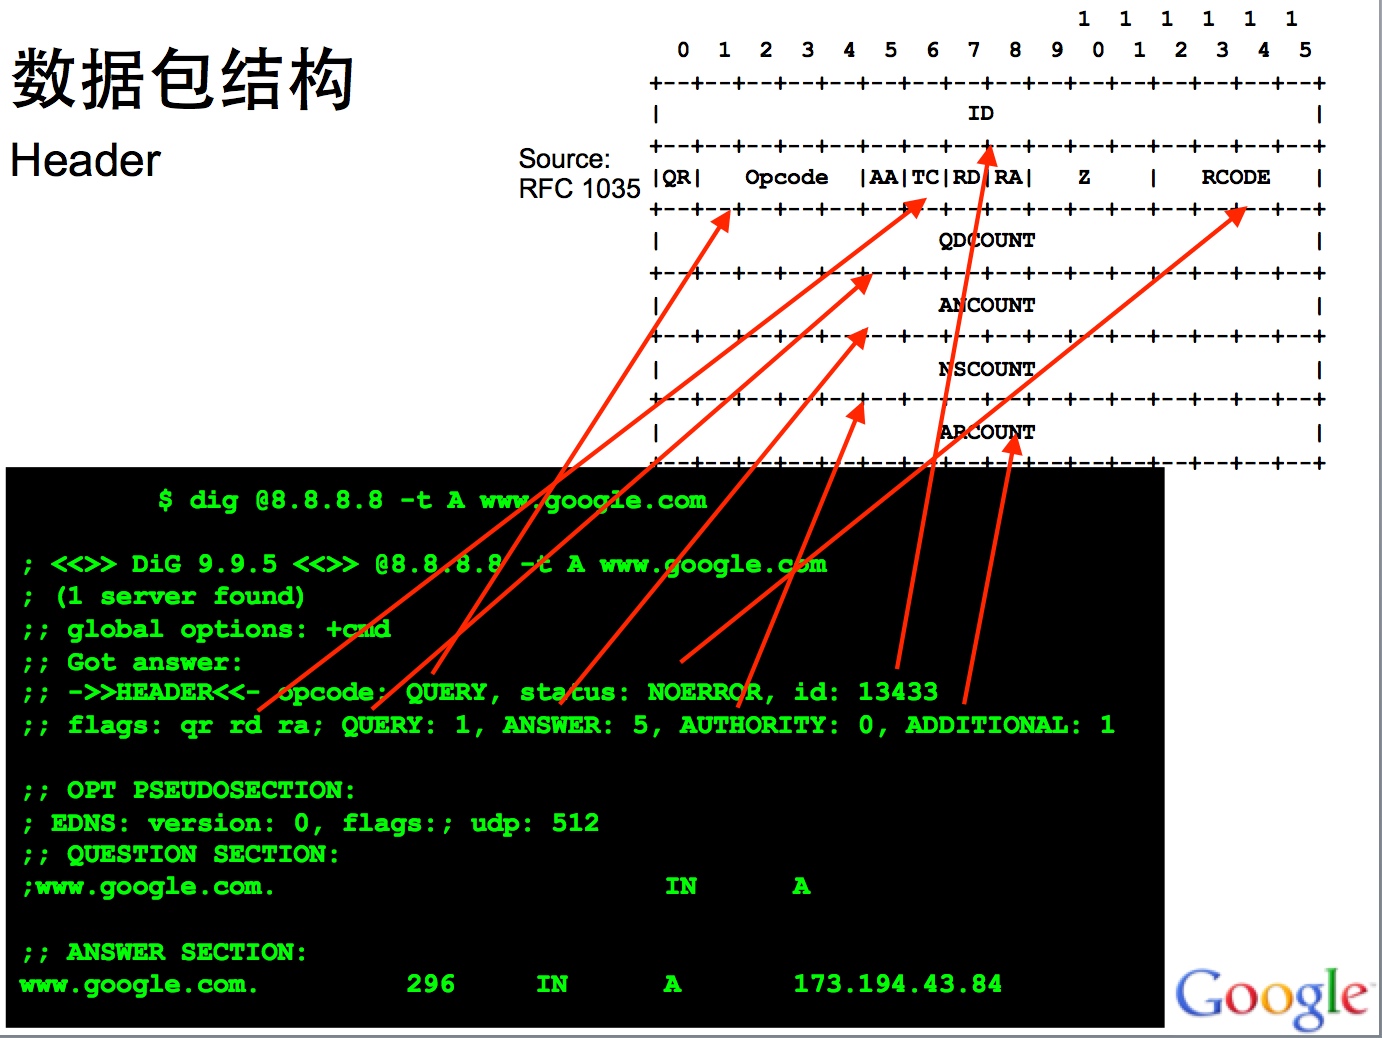 数据包结构
Header
Source:
RFC 1035
1 1 1 1 1 1
0 1 2 3 4 5 6 7 8 9 0 1 2 3 4 5
+--+--+--+--+--+--+--+--+--+--+--+--+--+--+--+--+
| ID |
+--+--+--+--+--+--+--+--+--+--+--+--+--+--+--+--+
|QR| Opcode |AA|TC|RD|RA| Z | RCODE |
+--+--+--+--+--+--+--+--+--+--+--+--+--+--+--+--+
| QDCOUNT |
+--+--+--+--+--+--+--+--+--+--+--+--+--+--+--+--+
| ANCOUNT |
+--+--+--+--+--+--+--+--+--+--+--+--+--+--+--+--+
| NSCOUNT |
+--+--+--+--+--+--+--+--+--+--+--+--+--+--+--+--+
| ARCOUNT |
+--+--+--+--+--+--+--+--+--+--+--+--+--+--+--+--+
$ dig @8.8.8.8 -t A www.google.com
; <<>> DiG 9.9.5 <<>> @8.8.8.8 -t A www.google.com
; (1 server found)
;; global options: +cmd
;; Got answer:
;; ->>HEADER<<- opcode: QUERY, status: NOERROR, id: 13433
;; flags: qr rd ra; QUERY: 1, ANSWER: 5, AUTHORITY: 0, ADDITIONAL: 1
;; OPT PSEUDOSECTION:
; EDNS: version: 0, flags:; udp: 512
;; QUESTION SECTION:
;www.google.com. IN A
;; ANSWER SECTION:
www.google.com. 296 IN A 173.194.43.84
Google